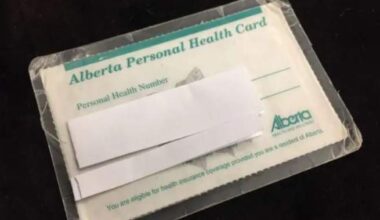 Alberta Personal Health Card
Personal Health Number
Alberta
You are eligible for health insurance coverage provided you are a resident of Alberta.